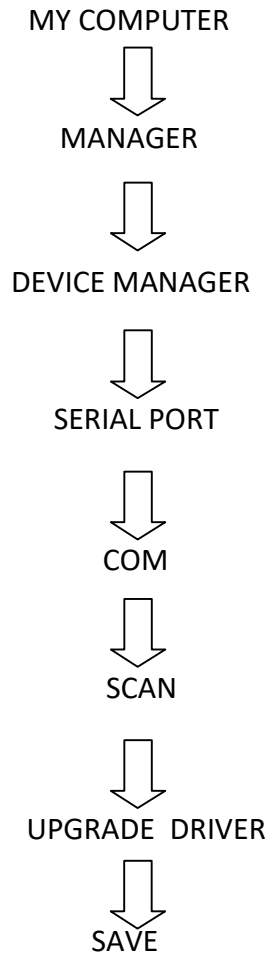 MY COMPUTER
MANAGER
DEVICE MANAGER
SERIAL PORT
COM
SCAN
UPGRADE DRIVER
SAVE